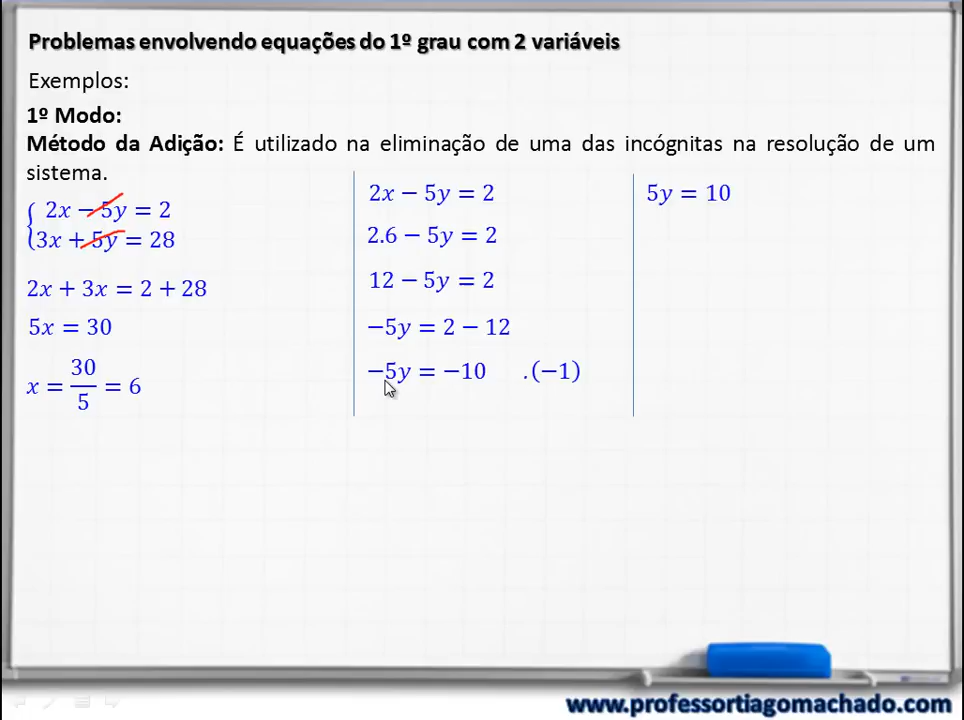 Problemas envolvendo equações do 1º grau com 2 variáveis
Exemplos:
1º Modo:
Método da Adição: É utilizado na eliminação de uma das incógnitas na resolução de um
sistema.
2x − 5y = 2
3x + 5y = 28
2x + 3x = 2 + 28
5x = 30
x = 30/5 = 6
2x − 5y = 2
2.6 − 5y = 2
12 − 5y = 2
−5y = 2 − 12
−5y = −10 .(−1)
5y = 10
www.professortiagomachado.com